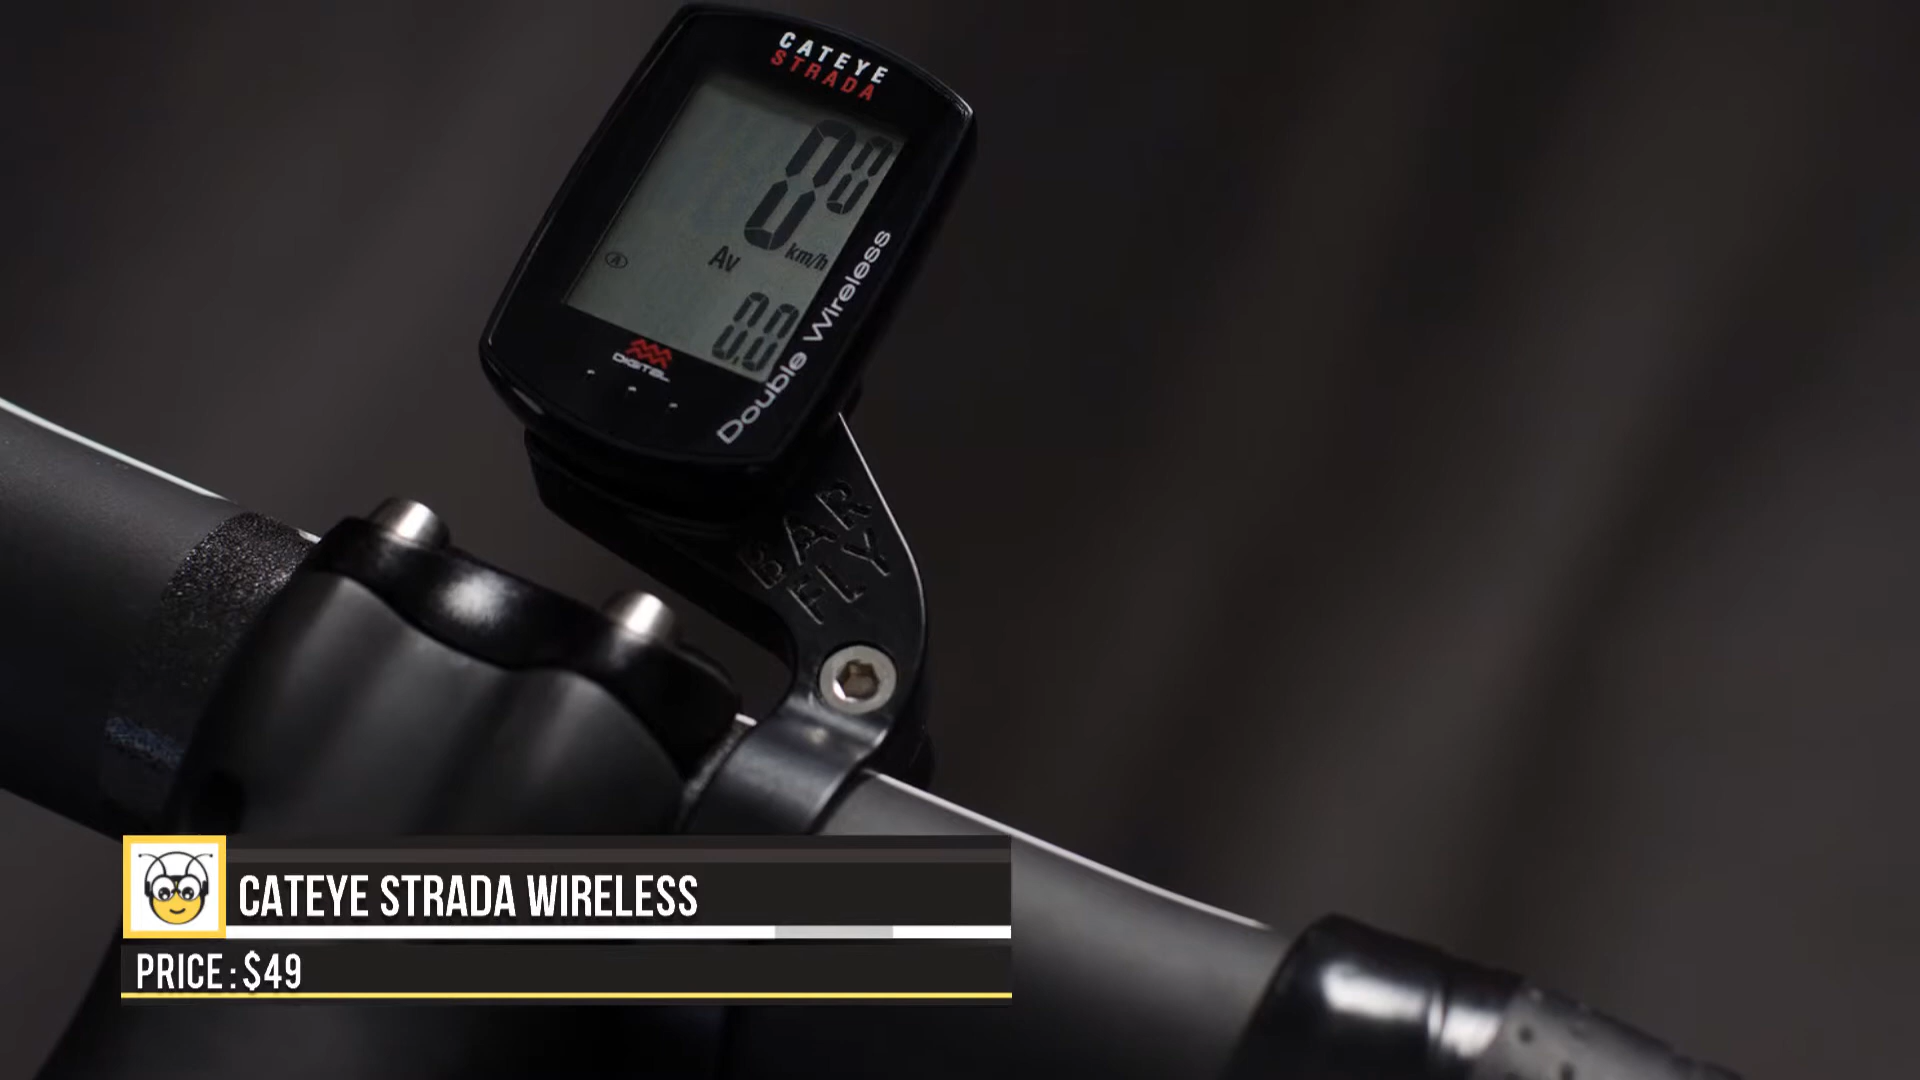 CATEYE
STRADA
0.0
km/h
Av
A
0.0
Double Wireless
DIGITAL
BAR
FLY
CATEYE STRADA WIRELESS
PRICE : $49